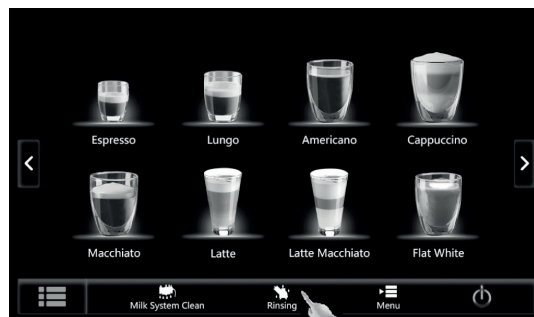 Espresso
Lungo
Americano
Cappuccino
Macchiato
Latte
Latte Macchiato
Flat White
Milk System Clean
Rinsing
Menu